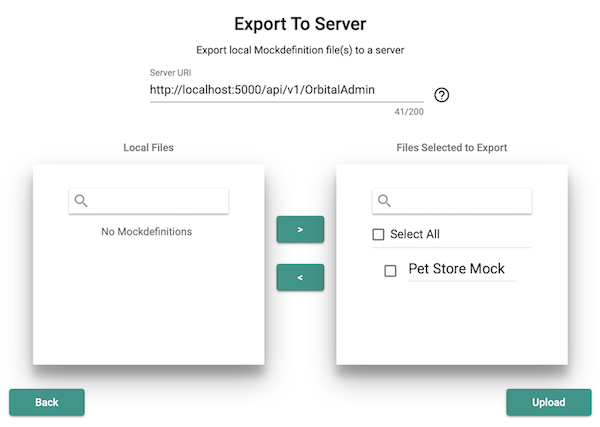 Export To Server
Export local Mockdefinition file(s) to a server
Server URI
http://localhost:5000/api/v1/OrbitalAdmin
41/200
Local Files
Files Selected to Export
No Mockdefinitions
>
<
Select All
Pet Store Mock
Back
Upload